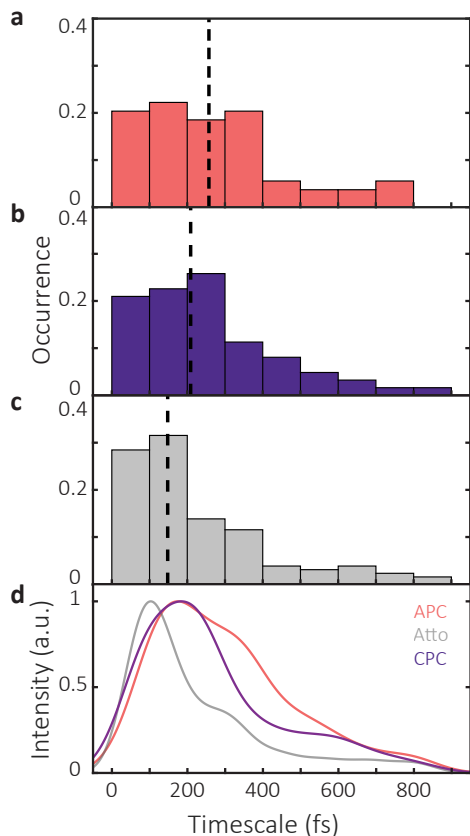 a
0.4
0.2
0
b
0.4
0.2
0
Occurrence
c
0.4
0.2
0
d
1
0.5
0
Intensity (a.u.)
APC
Atto
CPC
0 200 400 600 800
Timescale (fs)